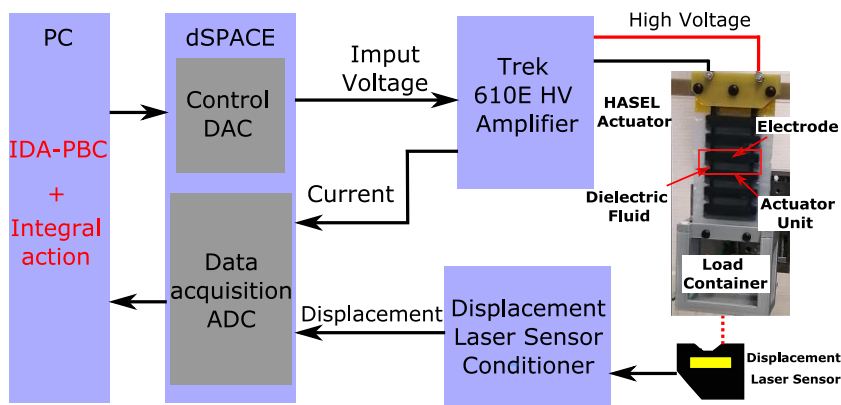 PC
IDA-PBC
+
Integral
action
dSPACE
Control
DAC
Data
acquisition
ADC
Imput
Voltage
Current
Displacement
Trek
610E HV
Amplifier
Displacement
Laser Sensor
Conditioner
High Voltage
HASEL
Actuator
Electrode
Dielectric
Fluid
Actuator
Unit
Load
Container
Displacement
Laser Sensor